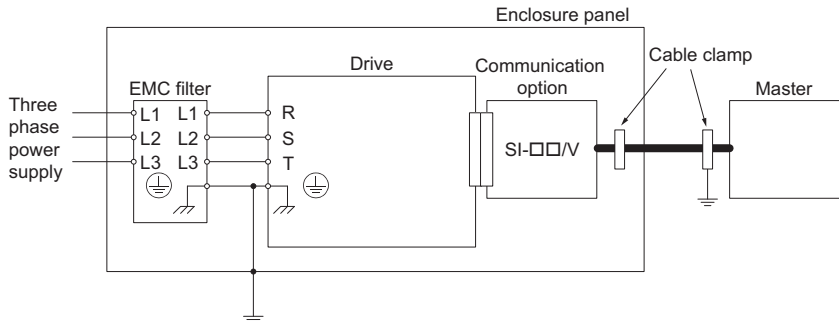 Enclosure panel
Cable clamp
Drive
Communication
option
Master
EMC filter
Three
phase
power
supply
L1 L1
L2 L2
L3 L3
R
S
T
SI-□□/V